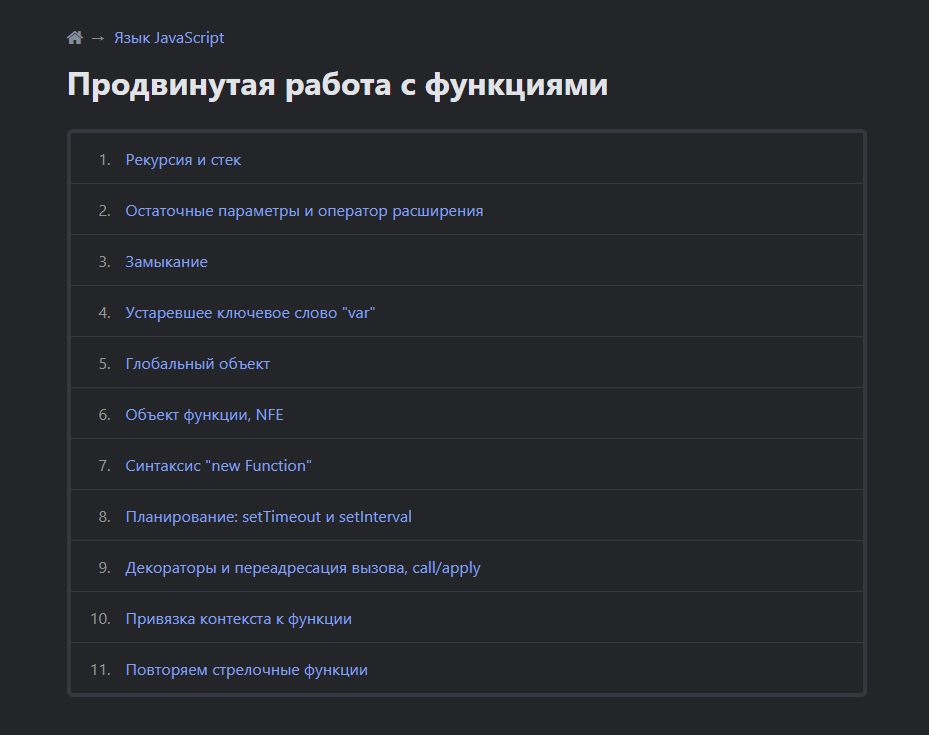 → Язык JavaScript
Продвинутая работа с функциями
1. Рекурсия и стек
2. Остаточные параметры и оператор расширения
3. Замыкание
4. Устаревшее ключевое слово "var"
5. Глобальный объект
6. Объект функции, NFE
7. Синтаксис "new Function"
8. Планирование: setTimeout и setInterval
9. Декораторы и переадресация вызова, call/apply
10. Привязка контекста к функции
11. Повторяем стрелочные функции